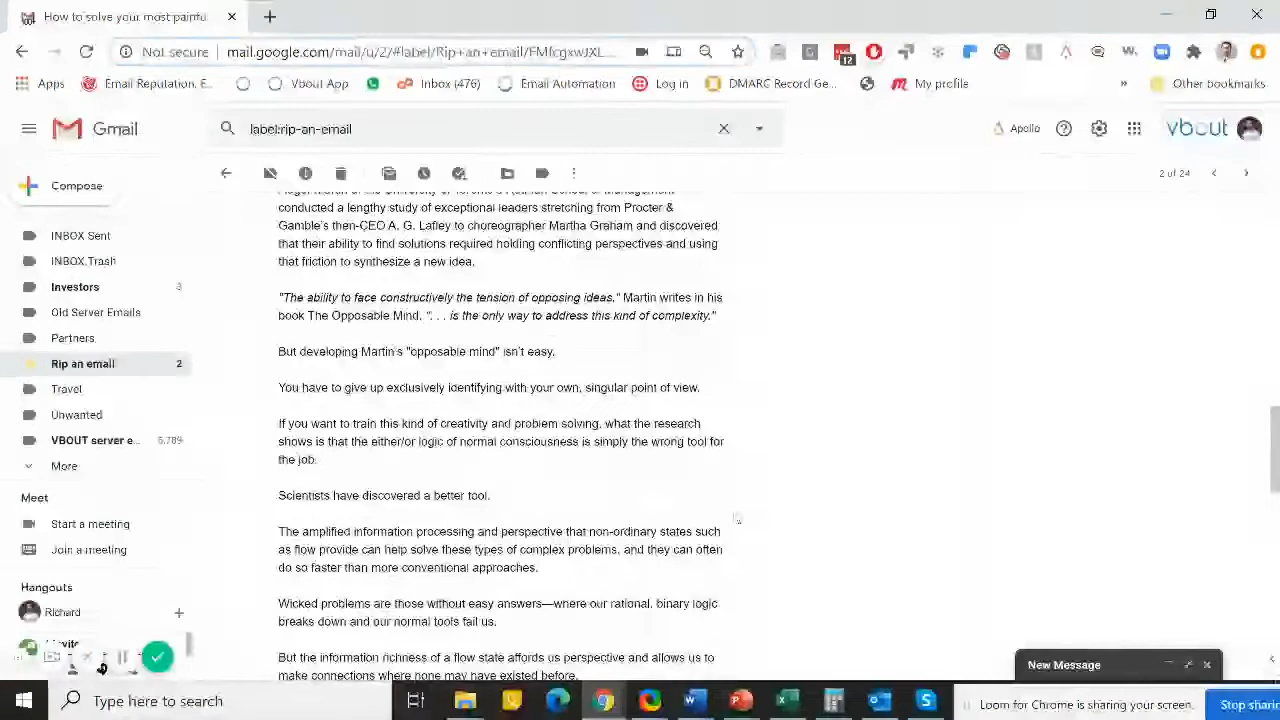 How to solve your most painfu
Not secure
mail.google.com/mail/u/2/#label/Rip+an+email/FMfcgxwJXL...
12
Apps
Email Reputation E...
Vbout App
Inbox (476)
Email Automation
Log in
DMARC Record Ge...
My profile
»
Other bookmarks
Gmail
label:rip-an-email
Apollo
vbout
Compose
2 of 24
conducted a lengthy study of exceptional leaders stretching from Procter &
Gamble's then-CEO A. G. Lafley to choreographer Martha Graham and discovered
that their ability to find solutions required holding conflicting perspectives and using
that friction to synthesize a new idea.
"The ability to face constructively the tension of opposing ideas," Martin writes in his
book The Opposable Mind, ". . . is the only way to address this kind of complexity."
But developing Martin's "opposable mind" isn't easy.
You have to give up exclusively identifying with your own, singular point of view.
If you want to train this kind of creativity and problem solving, what the research
shows is that the either/or logic of normal consciousness is simply the wrong tool for
the job.
Scientists have discovered a better tool.
The amplified information processing and perspective that non-ordinary states such
as flow provide can help solve these types of complex problems, and they can often
do so faster than more conventional approaches.
Wicked problems are those without easy answers—where our rational, binary logic
breaks down and our normal tools fail us.
But the information richness of a flow state affords us perspective and allows us to
INBOX Sent
INBOX.Trash
Investors 3
Old Server Emails
Partners
Rip an email 2
Travel
Unwanted
VBOUT server e... 6,789
More
Meet
Start a meeting
Join a meeting
Hangouts
Richard
New Message
Type here to search
Loom for Chrome is sharing your screen.
Stop sharin